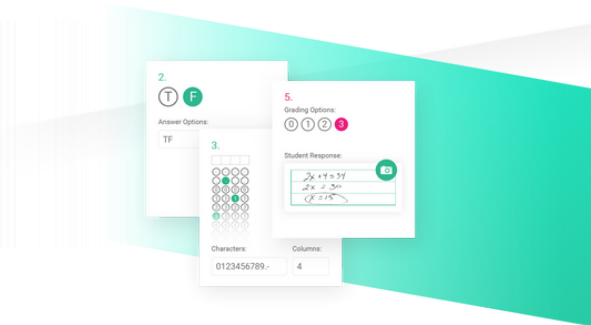 2.
T F
Answer Options:
TF
3.
Characters: Columns:
0123456789.- 4
5.
Grading Options:
0 1 2 3
Student Response:
2x + 4 = 34
2x = 30
x = 15